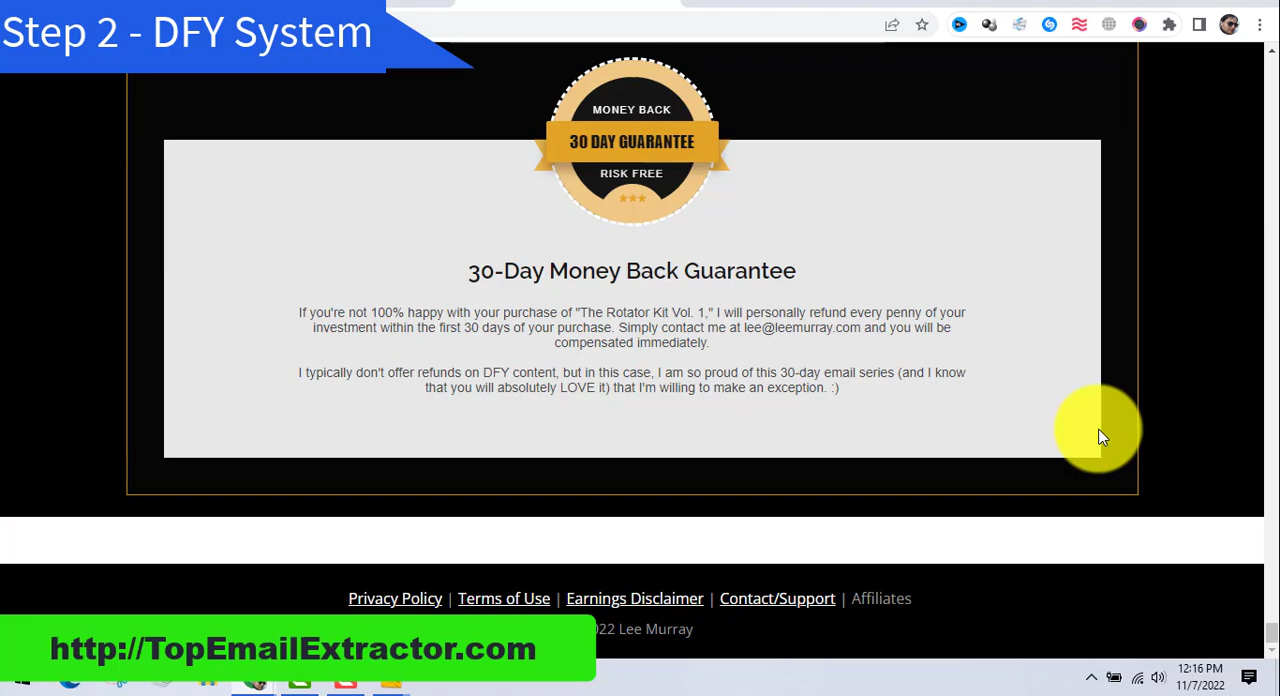 Step 2 - DFY System
MONEY BACK
30 DAY GUARANTEE
RISK FREE
30-Day Money Back Guarantee
If you're not 100% happy with your purchase of "The Rotator Kit Vol. 1," I will personally refund every penny of your
investment within the first 30 days of your purchase. Simply contact me at lee@leemurray.com and you will be
compensated immediately.
I typically don't offer refunds on DFY content, but in this case, I am so proud of this 30-day email series (and I know
that you will absolutely LOVE it) that I'm willing to make an exception. :)
Privacy Policy | Terms of Use | Earnings Disclaimer | Contact/Support | Affiliates
022 Lee Murray
http://TopEmailExtractor.com
12:16 PM
11/7/2022